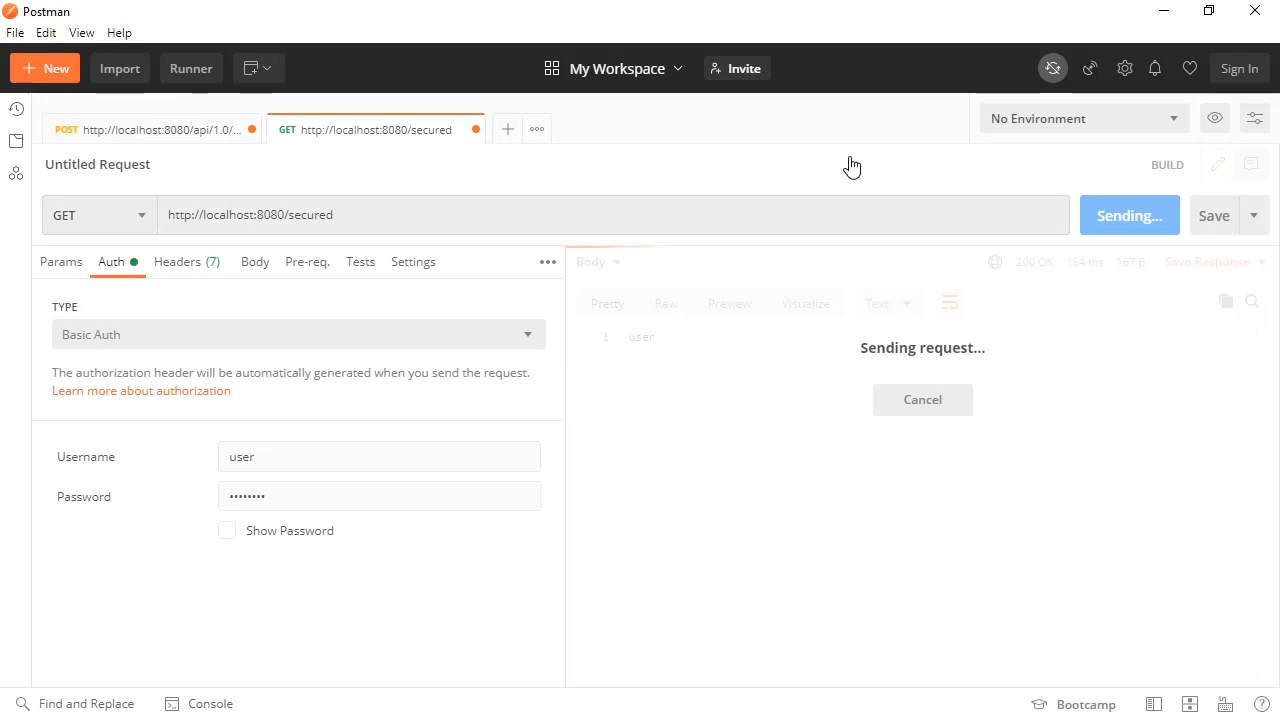 Postman
File Edit View Help
New Import Runner My Workspace Invite Sign In
POST http://localhost:8080/api/1.0/... GET http://localhost:8080/secured No Environment
Untitled Request BUILD
GET http://localhost:8080/secured Sending... Save
Params Auth Headers (7) Body Pre-req. Tests Settings
Body 200 OK 164 ms 167 B Save Response
TYPE
Basic Auth
The authorization header will be automatically generated when you send the request.
Learn more about authorization
Pretty Raw Preview Visualize Text
1 user
Sending request...
Cancel
Username user
Password ••••••••
Show Password
Find and Replace Console Bootcamp